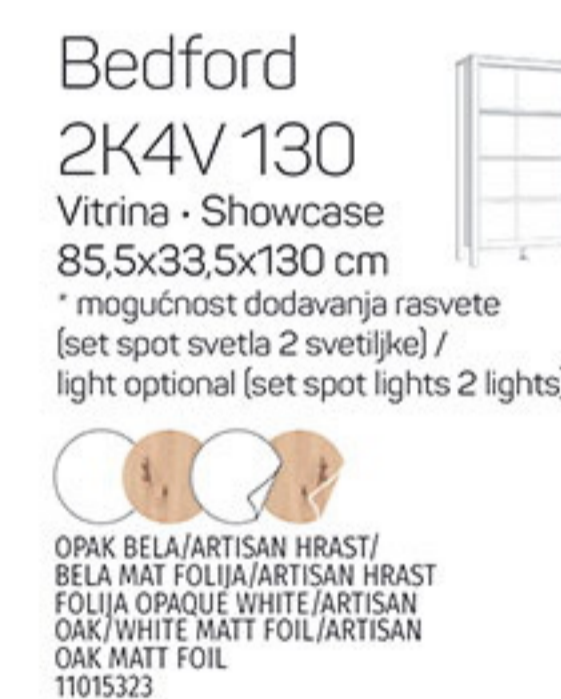 Bedford
2K4V 130
Vitrina · Showcase
85,5x33,5x130 cm
* mogućnost dodavanja rasvete
(set spot svetla 2 svetiljke) /
light optional (set spot lights 2 lights)
OPAK BELA/ARTISAN HRAST/
BELA MAT FOLIJA/ARTISAN HRAST
FOLIJA OPAQUE WHITE/ARTISAN
OAK/WHITE MATT FOIL/ARTISAN
OAK MATT FOIL
11015323